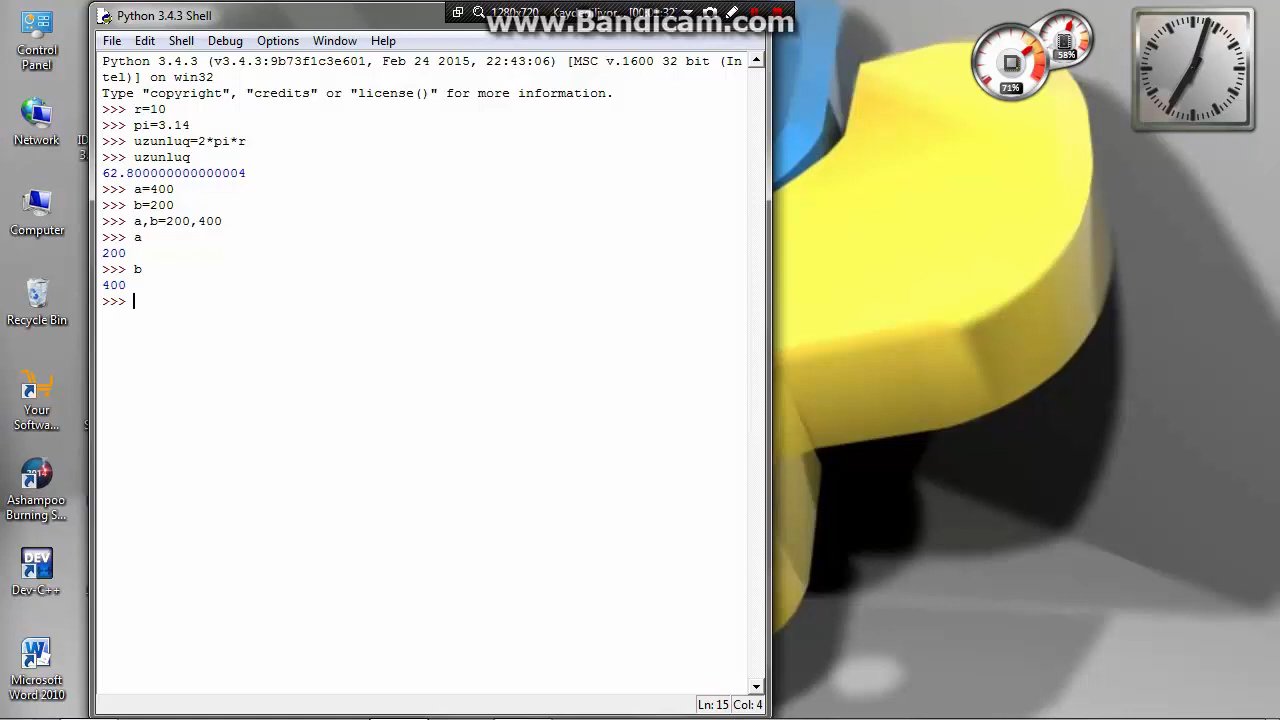 Python 3.4.3 Shell
1280x720
www.Bandicam.com
File Edit Shell Debug Options Window Help
Python 3.4.3 (v3.4.3:9b73f1c3e601, Feb 24 2015, 22:43:06) [MSC v.1600 32 bit (In
tel)] on win32
Type "copyright", "credits" or "license()" for more information.
>>> r=10
>>> pi=3.14
>>> uzunluq=2*pi*r
>>> uzunluq
62.800000000000004
>>> a=400
>>> b=200
>>> a,b=200,400
>>> a
200
>>> b
400
>>>
Ln: 15 Col: 4
Control
Panel
Network
Computer
Recycle Bin
Your
Softwa...
Ashampoo
Burning S...
DEV
Dev-C++
Microsoft
Word 2010
71%
58%